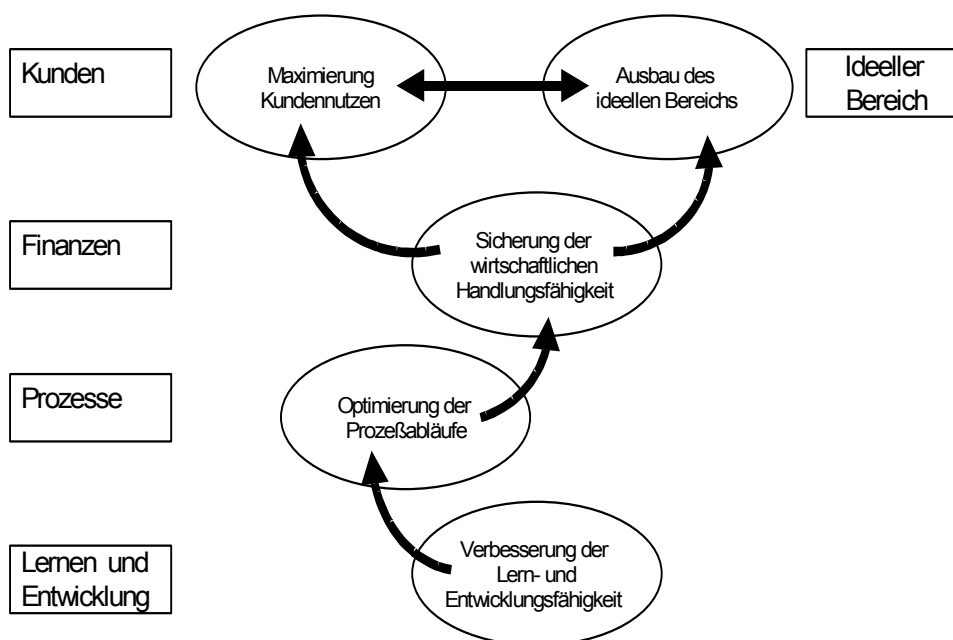 Kunden
Maximierung
Kundennutzen
Ausbau des
ideellen Bereichs
Ideeller
Bereich
Finanzen
Sicherung der
wirtschaftlichen
Handlungsfähigkeit
Prozesse
Optimierung der
Prozeßabläufe
Lernen und
Entwicklung
Verbesserung der
Lern- und
Entwicklungsfähigkeit